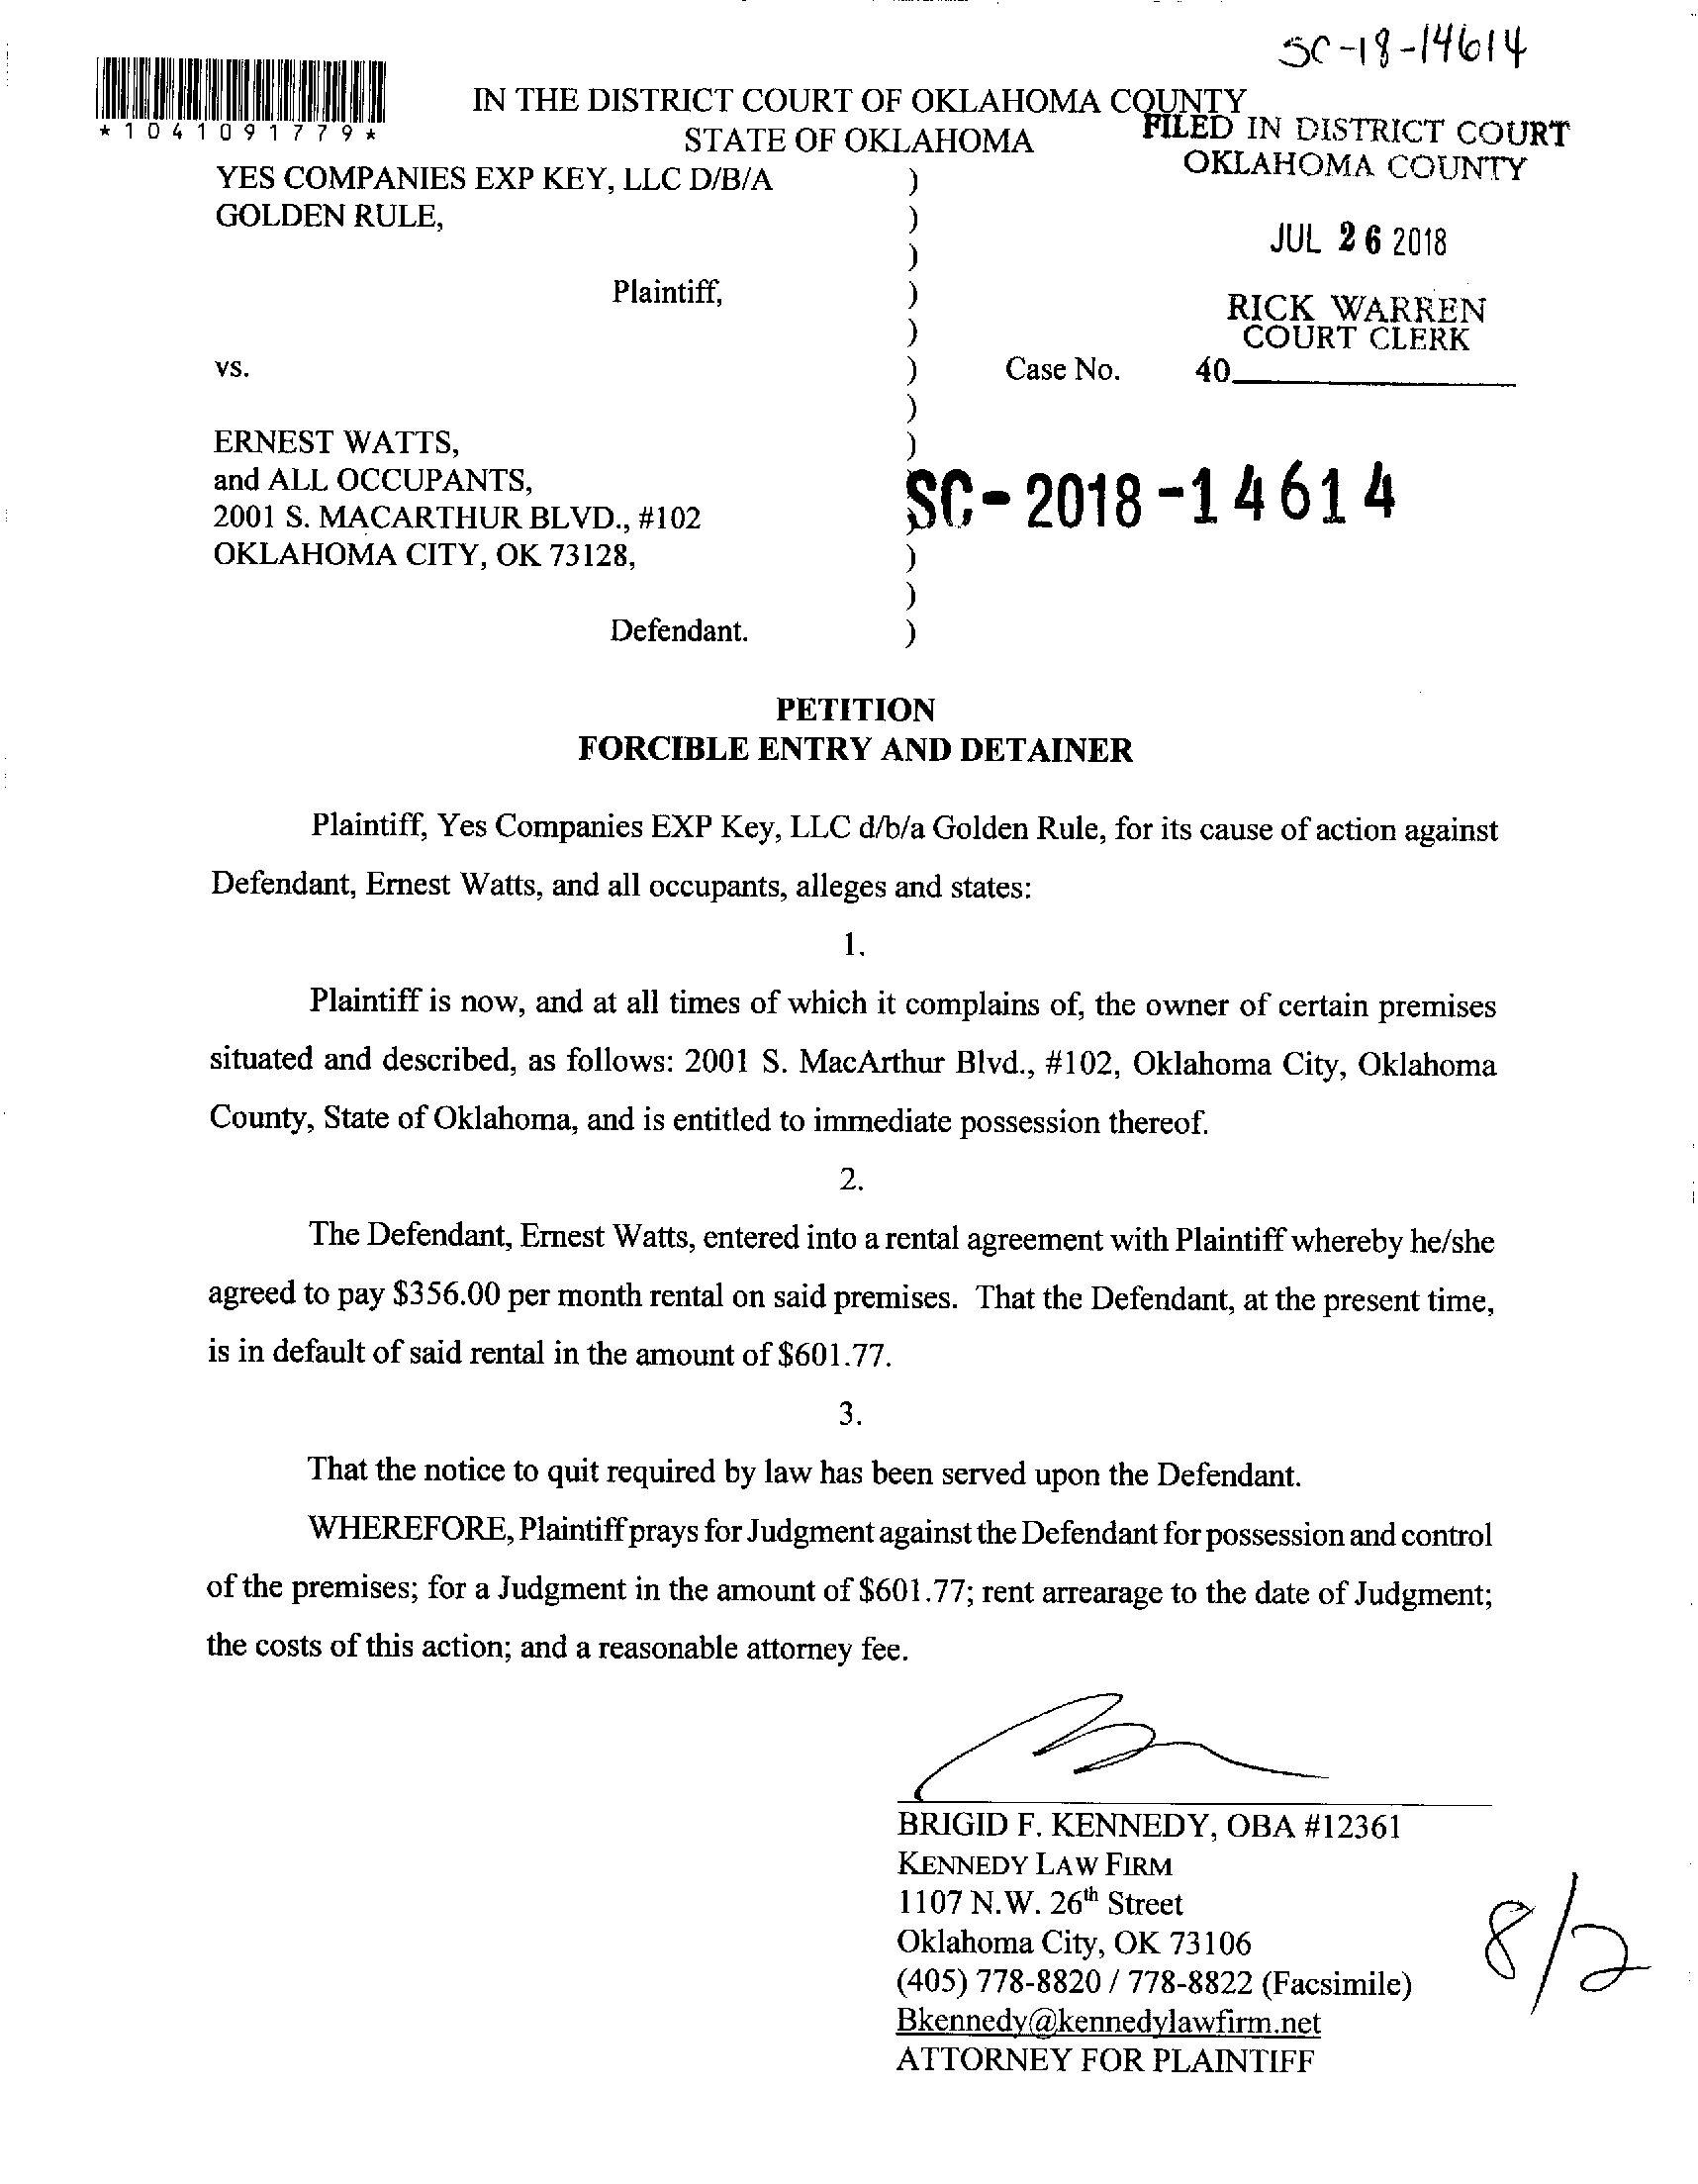 SC-18-14614
*1041091779*
IN THE DISTRICT COURT OF OKLAHOMA COUNTY
STATE OF OKLAHOMA
FILED IN DISTRICT COURT
OKLAHOMA COUNTY
JUL 26 2018
RICK WARREN
COURT CLERK
40
YES COMPANIES EXP KEY, LLC D/B/A )
GOLDEN RULE, )
)
Plaintiff, )
)
vs. ) Case No.
)
ERNEST WATTS, )
and ALL OCCUPANTS,
2001 S. MACARTHUR BLVD., #102 )
SC-2018-14614
OKLAHOMA CITY, OK 73128, )
)
Defendant. )
PETITION
FORCIBLE ENTRY AND DETAINER
Plaintiff, Yes Companies EXP Key, LLC d/b/a Golden Rule, for its cause of action against
Defendant, Ernest Watts, and all occupants, alleges and states:
1.
Plaintiff is now, and at all times of which it complains of, the owner of certain premises
situated and described, as follows: 2001 S. MacArthur Blvd., #102, Oklahoma City, Oklahoma
County, State of Oklahoma, and is entitled to immediate possession thereof.
2.
The Defendant, Ernest Watts, entered into a rental agreement with Plaintiff whereby he/she
agreed to pay $356.00 per month rental on said premises. That the Defendant, at the present time,
is in default of said rental in the amount of $601.77.
3.
That the notice to quit required by law has been served upon the Defendant.
WHEREFORE, Plaintiff prays for Judgment against the Defendant for possession and control
of the premises; for a Judgment in the amount of $601.77; rent arrearage to the date of Judgment;
the costs of this action; and a reasonable attorney fee.
BRIGID F. KENNEDY, OBA #12361
KENNEDY LAW FIRM
1107 N.W. 26th Street
Oklahoma City, OK 73106
(405) 778-8820 / 778-8822 (Facsimile)
Bkennedy@kennedylawfirm.net
ATTORNEY FOR PLAINTIFF
8/2